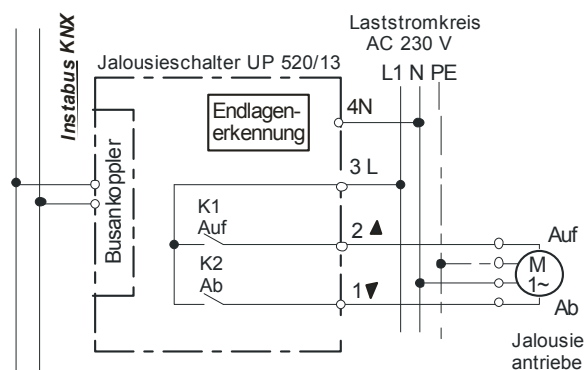 Instabus KNX
Jalousieschalter UP 520/13
Laststromkreis
AC 230 V
L1 N PE
Endlagen-
erkennung
4N
3 L
Busankoppler
K1
Auf
2 ▲
K2
Ab
1▼
Auf
M
1~
Ab
Jalousie
antriebe